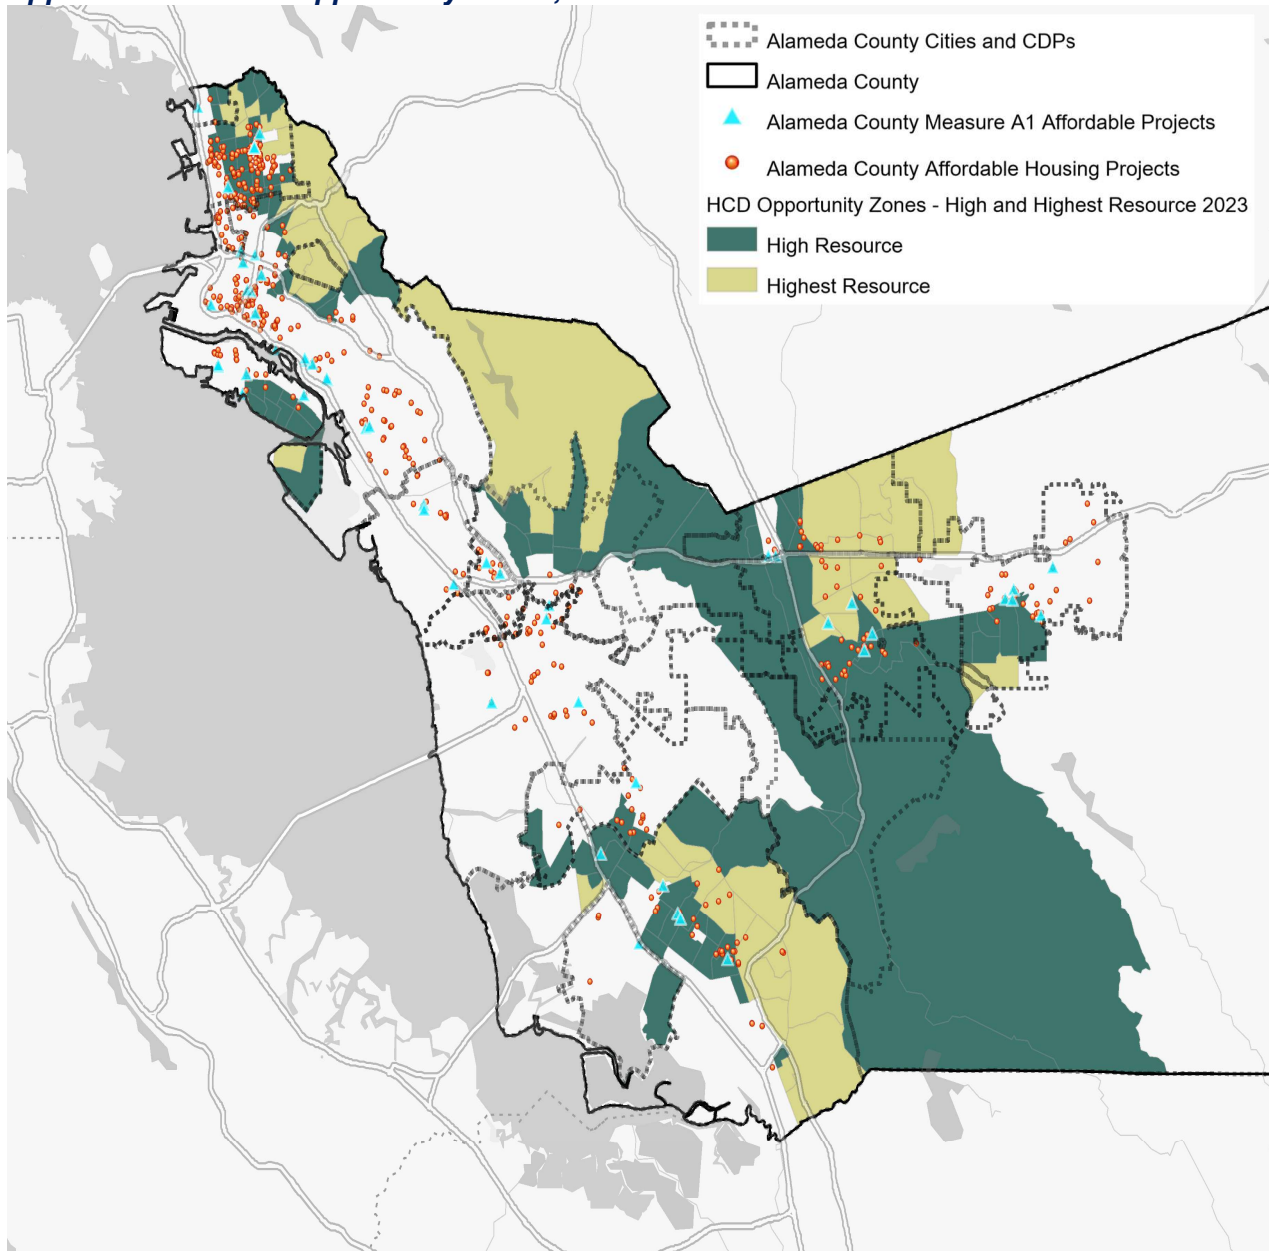 Alameda County Cities and CDPs
Alameda County
Alameda County Measure A1 Affordable Projects
Alameda County Affordable Housing Projects
HCD Opportunity Zones - High and Highest Resource 2023
High Resource
Highest Resource